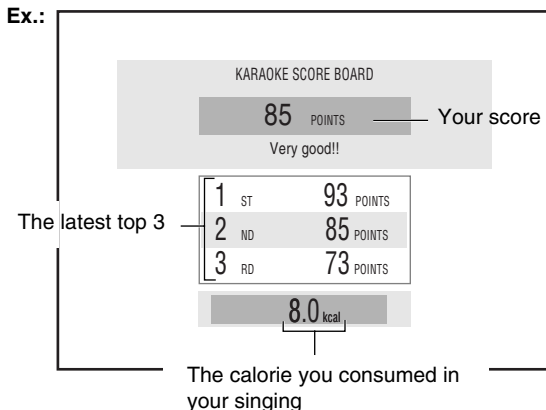 Ex.:
KARAOKE SCORE BOARD
85 POINTS
Your score
Very good!!
The latest top 3
1 ST 93 POINTS
2 ND 85 POINTS
3 RD 73 POINTS
8.0 kcal
The calorie you consumed in
your singing